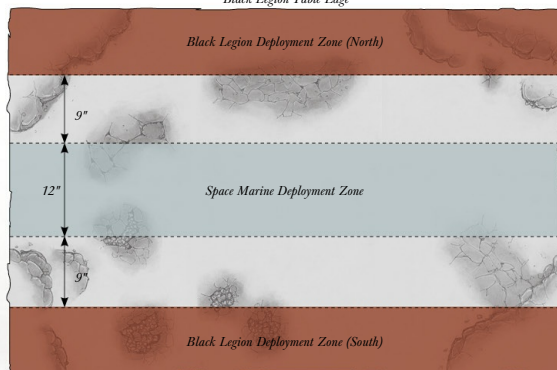 Black Legion Table Edge
Black Legion Deployment Zone (North)
9"
12"
Space Marine Deployment Zone
9"
Black Legion Deployment Zone (South)